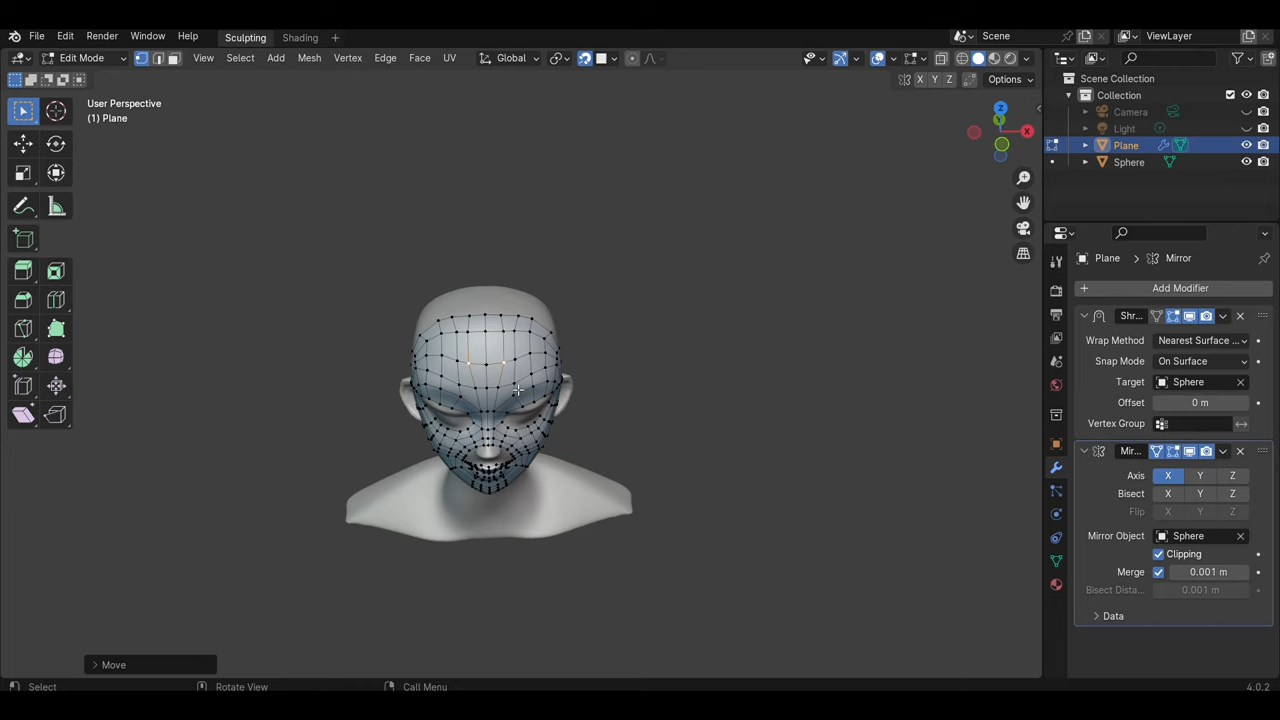 File Edit Render Window Help Sculpting Shading + Scene ViewLayer
Edit Mode View Select Add Mesh Vertex Edge Face UV Global
X Y Z Options
User Perspective
(1) Plane
Z
Y
X
Scene Collection
Collection
Camera
Light
Plane
Sphere
Plane > Mirror
Add Modifier
Shr...
Wrap Method Nearest Surface ...
Snap Mode On Surface
Target Sphere
Offset 0 m
Vertex Group
Mir...
Axis X Y Z
Bisect X Y Z
Flip X Y Z
Mirror Object Sphere
Clipping
Merge 0.001 m
Bisect Dista... 0.001 m
> Data
> Move
Select Rotate View Call Menu 4.0.2